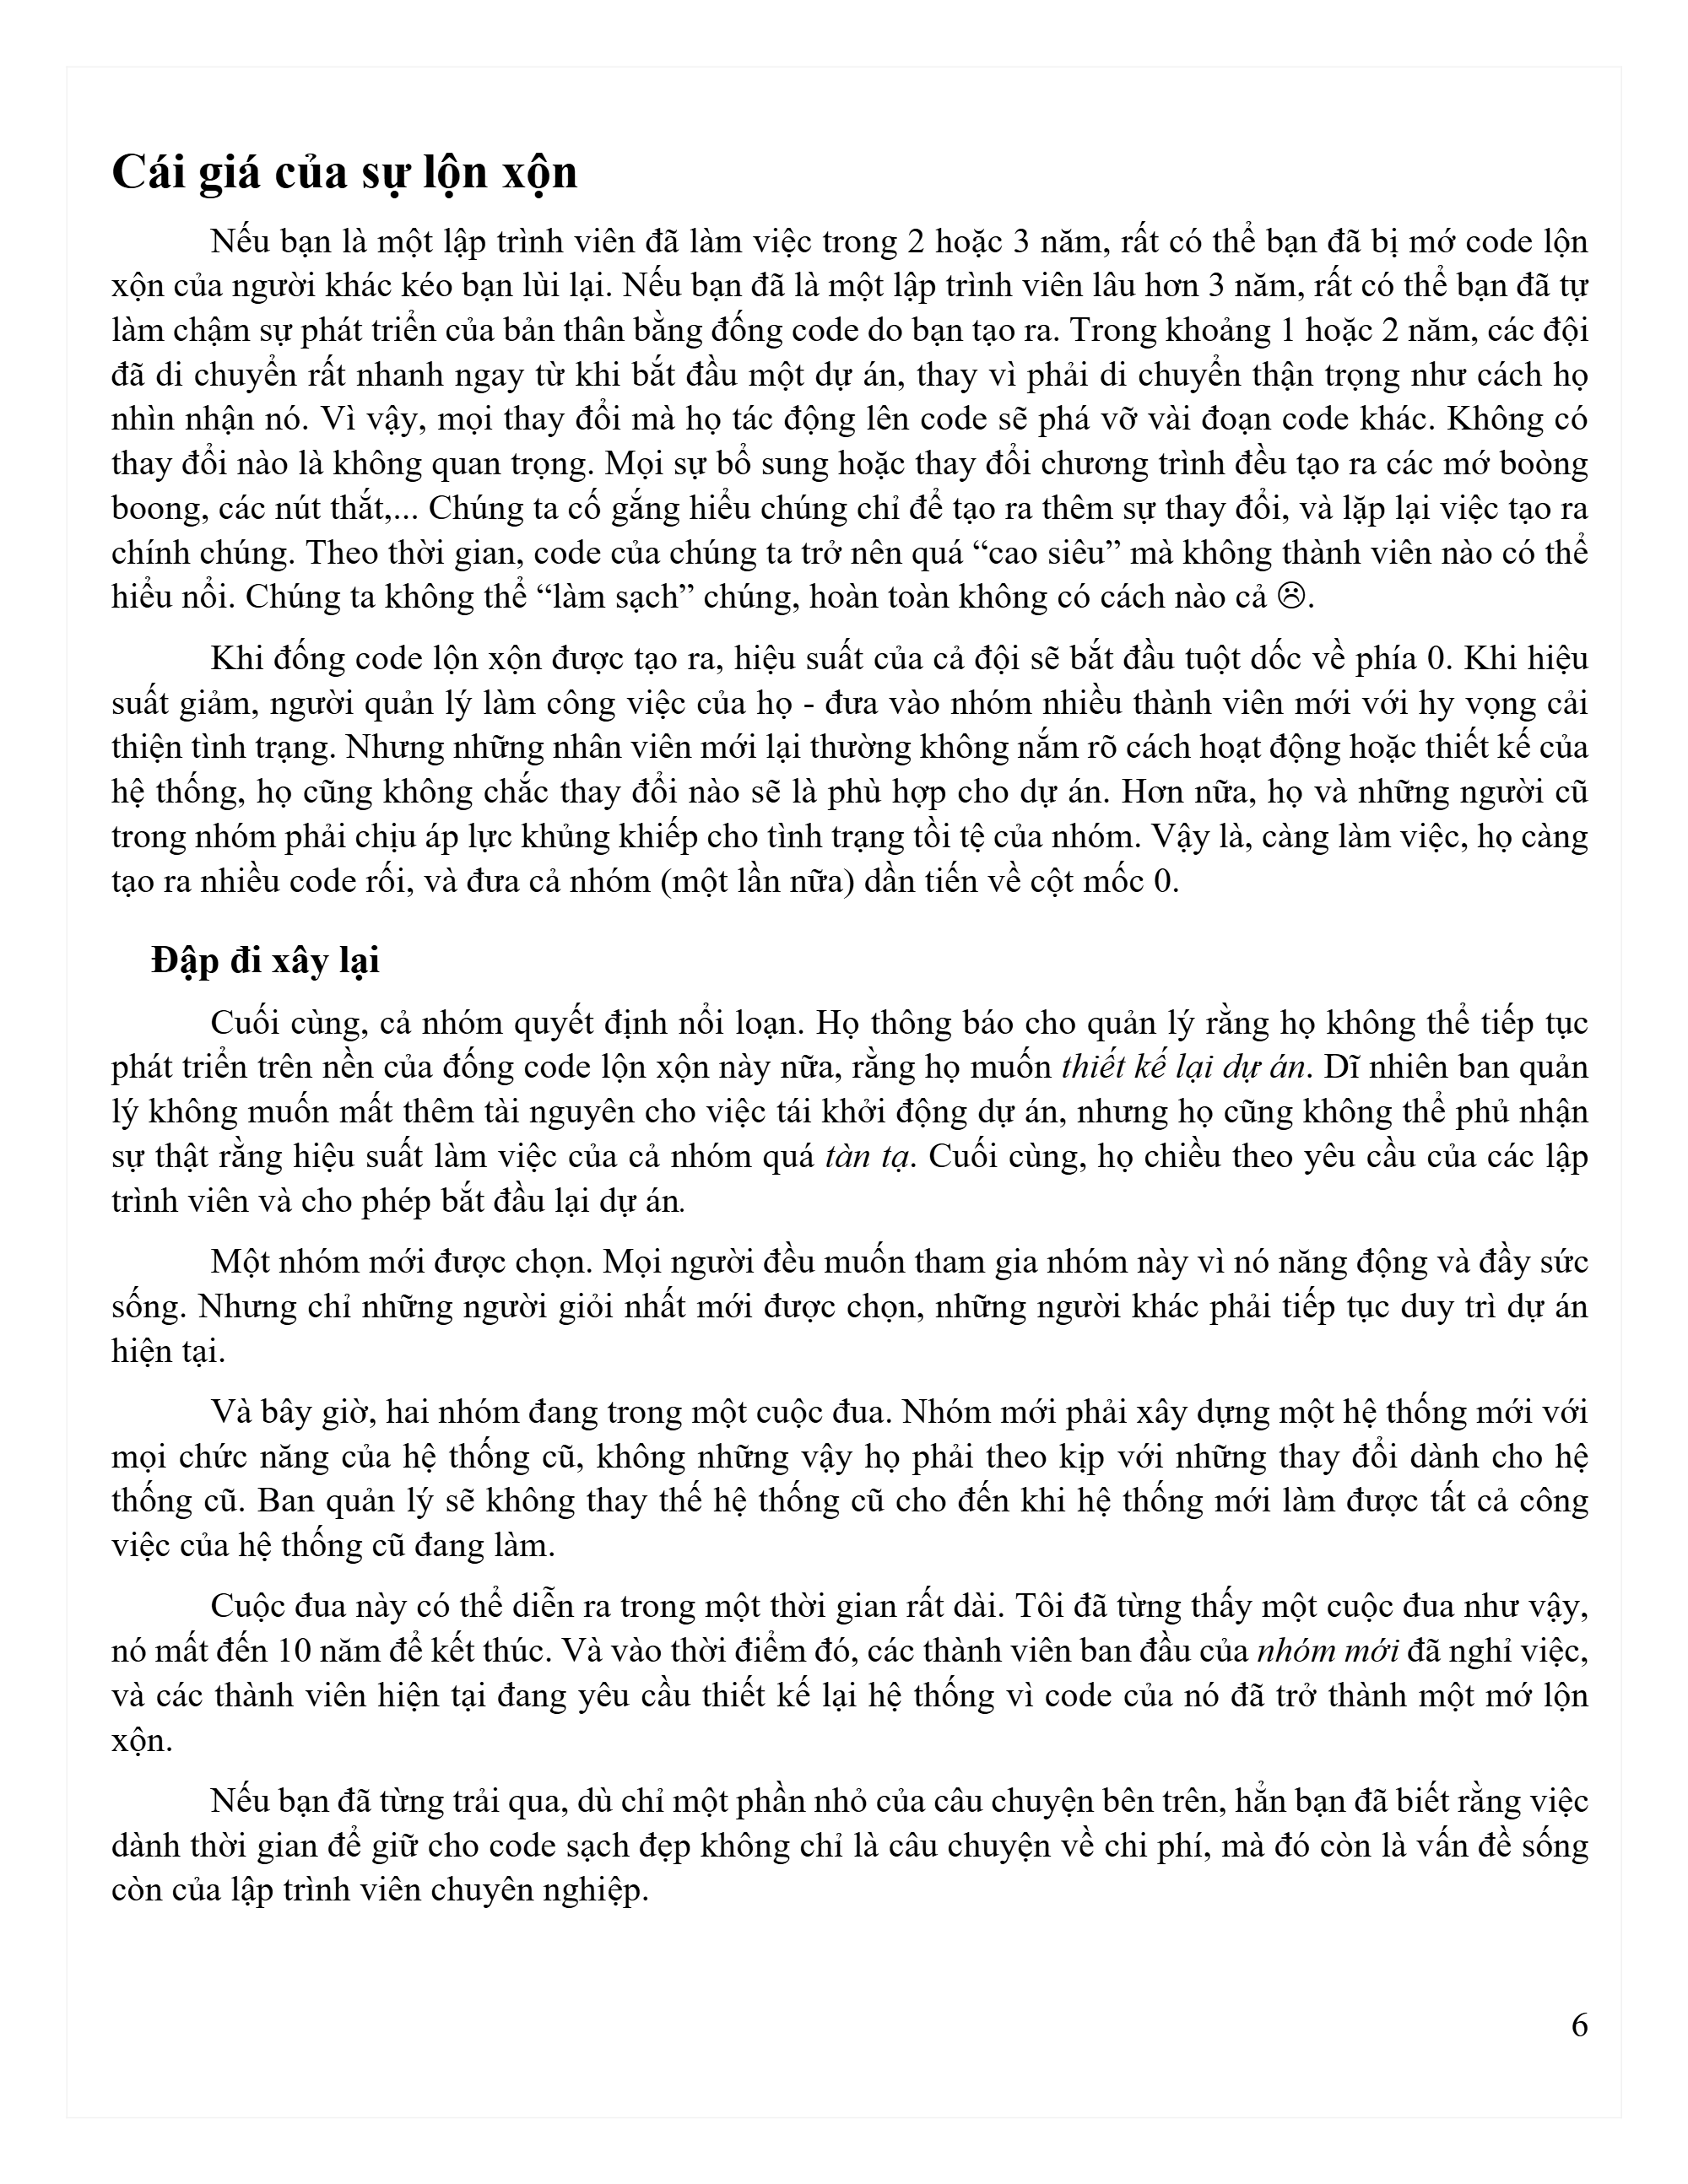 Cái giá của sự lộn xộn
Nếu bạn là một lập trình viên đã làm việc trong 2 hoặc 3 năm, rất có thể bạn đã bị mớ code lộn
xộn của người khác kéo bạn lùi lại. Nếu bạn đã là một lập trình viên lâu hơn 3 năm, rất có thể bạn đã tự
làm chậm sự phát triển của bản thân bằng đống code do bạn tạo ra. Trong khoảng 1 hoặc 2 năm, các đội
đã di chuyển rất nhanh ngay từ khi bắt đầu một dự án, thay vì phải di chuyển thận trọng như cách họ
nhìn nhận nó. Vì vậy, mọi thay đổi mà họ tác động lên code sẽ phá vỡ vài đoạn code khác. Không có
thay đổi nào là không quan trọng. Mọi sự bổ sung hoặc thay đổi chương trình đều tạo ra các mớ boòng
boong, các nút thắt,... Chúng ta cố gắng hiểu chúng chỉ để tạo ra thêm sự thay đổi, và lặp lại việc tạo ra
chính chúng. Theo thời gian, code của chúng ta trở nên quá “cao siêu” mà không thành viên nào có thể
hiểu nổi. Chúng ta không thể “làm sạch” chúng, hoàn toàn không có cách nào cả ☹.
Khi đống code lộn xộn được tạo ra, hiệu suất của cả đội sẽ bắt đầu tuột dốc về phía 0. Khi hiệu
suất giảm, người quản lý làm công việc của họ - đưa vào nhóm nhiều thành viên mới với hy vọng cải
thiện tình trạng. Nhưng những nhân viên mới lại thường không nắm rõ cách hoạt động hoặc thiết kế của
hệ thống, họ cũng không chắc thay đổi nào sẽ là phù hợp cho dự án. Hơn nữa, họ và những người cũ
trong nhóm phải chịu áp lực khủng khiếp cho tình trạng tồi tệ của nhóm. Vậy là, càng làm việc, họ càng
tạo ra nhiều code rối, và đưa cả nhóm (một lần nữa) dần tiến về cột mốc 0.
Đập đi xây lại
Cuối cùng, cả nhóm quyết định nổi loạn. Họ thông báo cho quản lý rằng họ không thể tiếp tục
phát triển trên nền của đống code lộn xộn này nữa, rằng họ muốn thiết kế lại dự án. Dĩ nhiên ban quản
lý không muốn mất thêm tài nguyên cho việc tái khởi động dự án, nhưng họ cũng không thể phủ nhận
sự thật rằng hiệu suất làm việc của cả nhóm quá tàn tạ. Cuối cùng, họ chiều theo yêu cầu của các lập
trình viên và cho phép bắt đầu lại dự án.
Một nhóm mới được chọn. Mọi người đều muốn tham gia nhóm này vì nó năng động và đầy sức
sống. Nhưng chỉ những người giỏi nhất mới được chọn, những người khác phải tiếp tục duy trì dự án
hiện tại.
Và bây giờ, hai nhóm đang trong một cuộc đua. Nhóm mới phải xây dựng một hệ thống mới với
mọi chức năng của hệ thống cũ, không những vậy họ phải theo kịp với những thay đổi dành cho hệ
thống cũ. Ban quản lý sẽ không thay thế hệ thống cũ cho đến khi hệ thống mới làm được tất cả công
việc của hệ thống cũ đang làm.
Cuộc đua này có thể diễn ra trong một thời gian rất dài. Tôi đã từng thấy một cuộc đua như vậy,
nó mất đến 10 năm để kết thúc. Và vào thời điểm đó, các thành viên ban đầu của nhóm mới đã nghỉ việc,
và các thành viên hiện tại đang yêu cầu thiết kế lại hệ thống vì code của nó đã trở thành một mớ lộn
xộn.
Nếu bạn đã từng trải qua, dù chỉ một phần nhỏ của câu chuyện bên trên, hẳn bạn đã biết rằng việc
dành thời gian để giữ cho code sạch đẹp không chỉ là câu chuyện về chi phí, mà đó còn là vấn đề sống
còn của lập trình viên chuyên nghiệp.
6